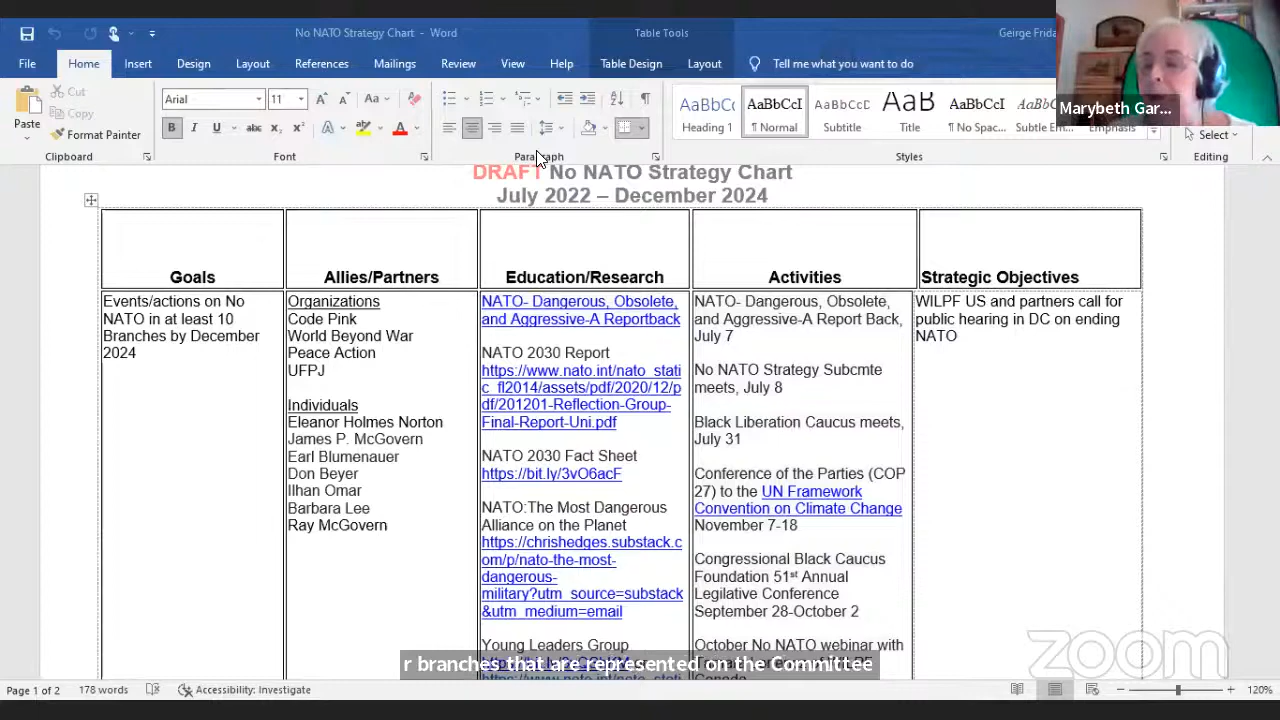 No NATO Strategy Chart - Word
Table Tools
Geirge Frida
File
Home
Insert
Design
Layout
References
Mailings
Review
View
Help
Table Design
Layout
Tell me what you want to do
Marybeth Gar...
Paste
Cut
Copy
Format Painter
Clipboard
Arial
11
Font
Paragraph
AaBbC
Heading 1
AaBbCcI
¶ Normal
AaBbCcI
Subtitle
AaB
Title
AaBbCcI
¶ No Spac...
Subtle Em...
Emphasis
Styles
Select
Editing
DRAFT No NATO Strategy Chart
July 2022 – December 2024
Goals
Allies/Partners
Education/Research
Activities
Strategic Objectives
Events/actions on No
NATO in at least 10
Branches by December
2024
Organizations
Code Pink
World Beyond War
Peace Action
UFPJ
Individuals
Eleanor Holmes Norton
James P. McGovern
Earl Blumenauer
Don Beyer
Ilhan Omar
Barbara Lee
Ray McGovern
NATO- Dangerous, Obsolete,
and Aggressive-A Reportback
NATO 2030 Report
https://www.nato.int/nato_stati
c_fl2014/assets/pdf/2020/12/p
df/201201-Reflection-Group-
Final-Report-Uni.pdf
NATO 2030 Fact Sheet
https://bit.ly/3vO6acF
NATO:The Most Dangerous
Alliance on the Planet
https://chrishedges.substack.c
om/p/nato-the-most-
dangerous-
military?utm_source=substack
&utm_medium=email
Young Leaders Group
NATO- Dangerous, Obsolete,
and Aggressive-A Report Back,
July 7
No NATO Strategy Subcmte
meets, July 8
Black Liberation Caucus meets,
July 31
Conference of the Parties (COP
27) to the UN Framework
Convention on Climate Change
November 7-18
Congressional Black Caucus
Foundation 51st Annual
Legilative Conference
September 28-October 2
October No NATO webinar with
WILPF US and partners call for
public hearing in DC on ending
NATO
r branches that are represented on the Committee
zoom
Page 1 of 2
178 words
Accessibility: Investigate
120%